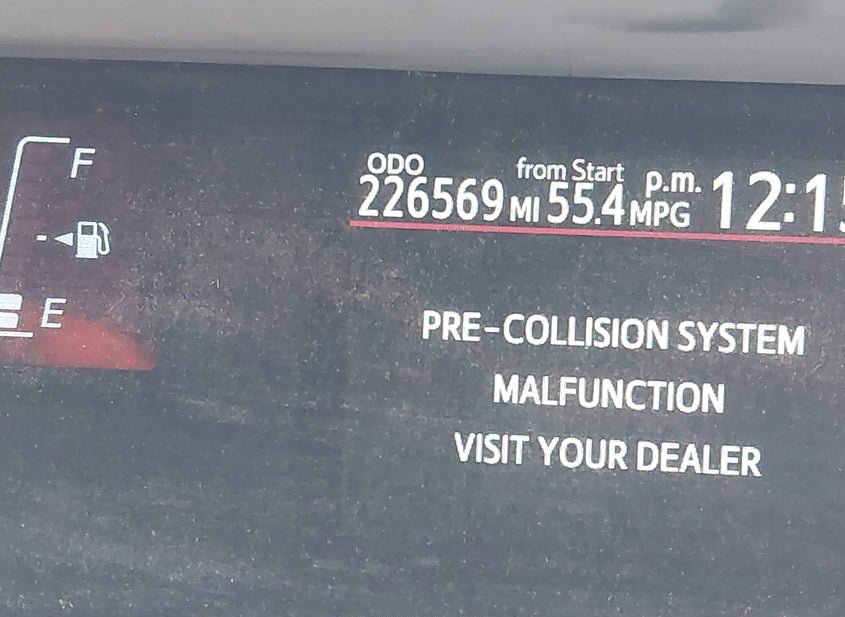 F
E
ODO from Start p.m.
226569 MI 55.4 MPG
PRE-COLLISION SYSTEM
MALFUNCTION
VISIT YOUR DEALER